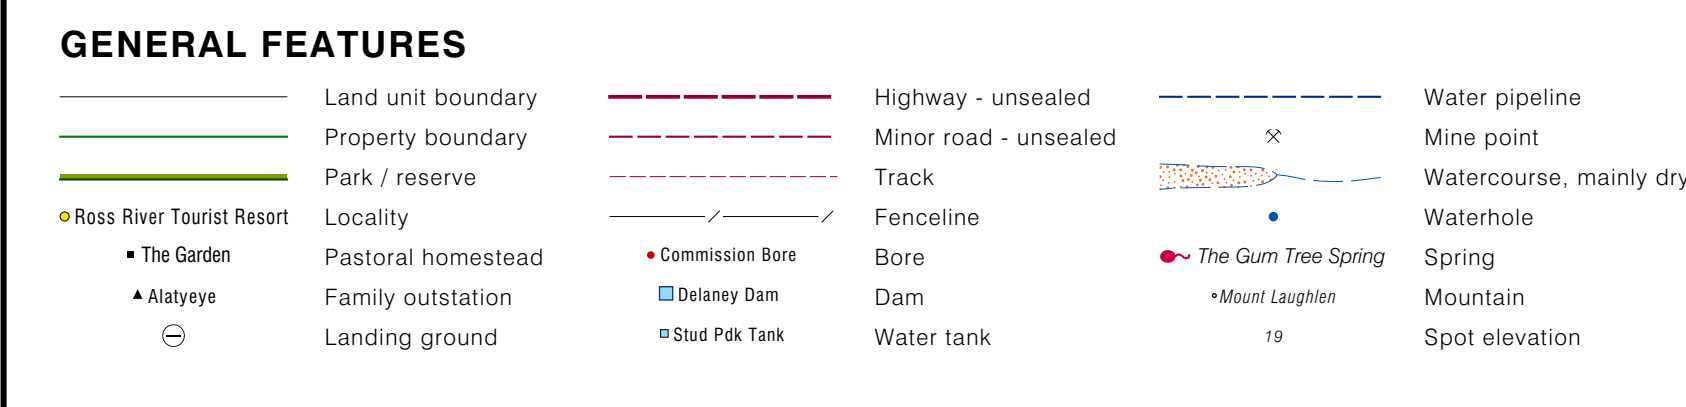 GENERAL FEATURES
Land unit boundary
Property boundary
Park / reserve
Ross River Tourist Resort Locality
The Garden Pastoral homestead
Alatyeye Family outstation
Landing ground
Highway - unsealed
Minor road - unsealed
Track
Fenceline
Commission Bore Bore
Delaney Dam Dam
Stud Pdk Tank Water tank
Water pipeline
Mine point
Watercourse, mainly dry
Waterhole
The Gum Tree Spring Spring
Mount Laughlen Mountain
19 Spot elevation